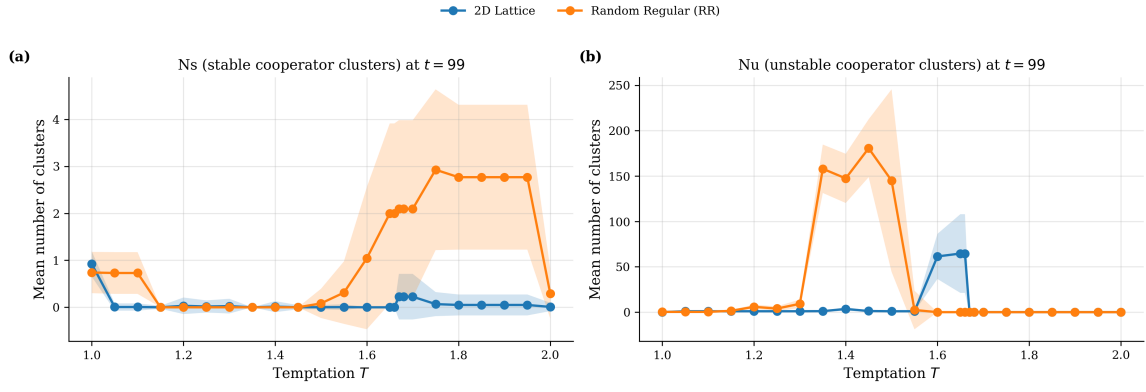 2D Lattice
Random Regular (RR)
(a)
Ns (stable cooperator clusters) at t = 99
Mean number of clusters
4
3
2
1
0
1.0 1.2 1.4 1.6 1.8 2.0
Temptation T
(b)
Nu (unstable cooperator clusters) at t = 99
Mean number of clusters
250
200
150
100
50
0
1.0 1.2 1.4 1.6 1.8 2.0
Temptation T